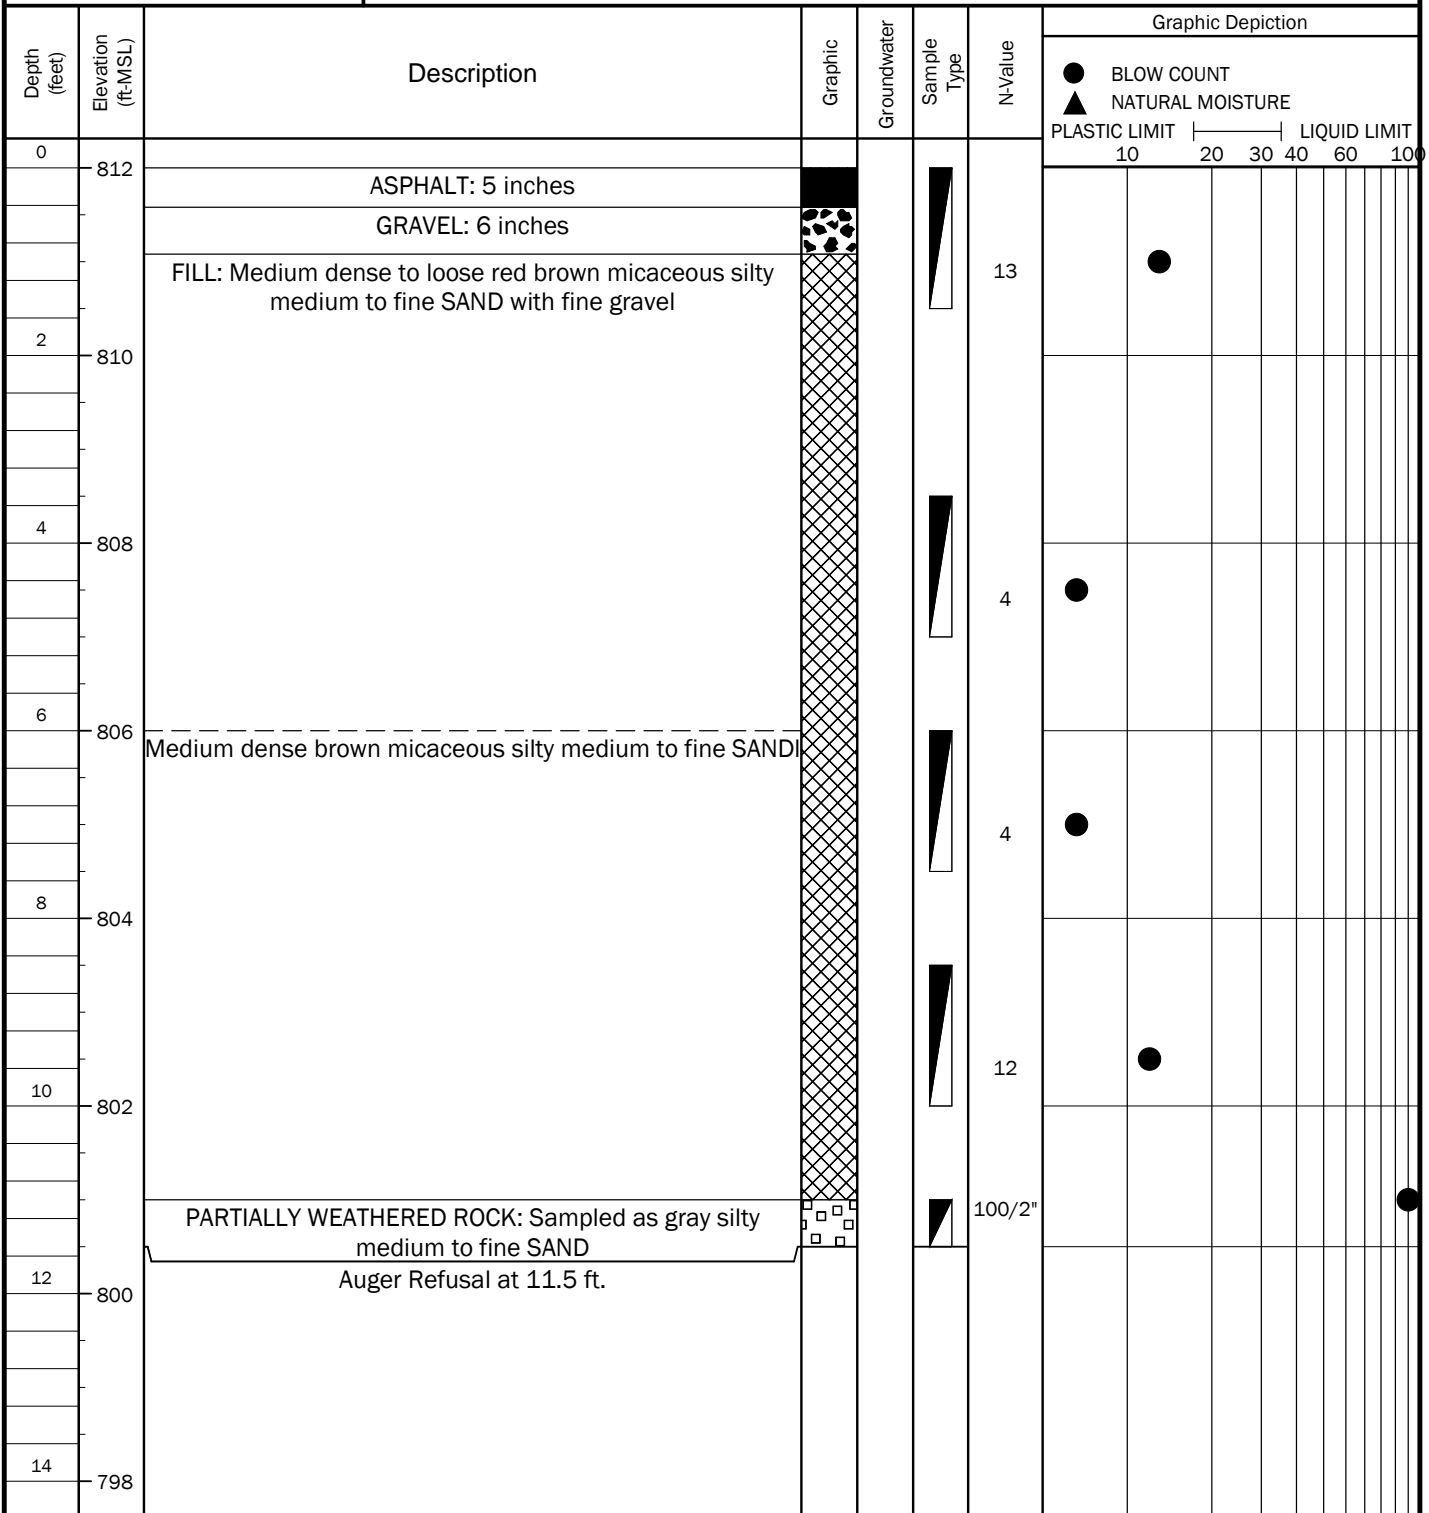 Depth
(feet)
Elevation
(ft-MSL)
Description
Graphic
Groundwater
Sample
Type
N-Value
Graphic Depiction
BLOW COUNT
NATURAL MOISTURE
PLASTIC LIMIT LIQUID LIMIT
10 20 30 40 60 100
0
812
ASPHALT: 5 inches
GRAVEL: 6 inches
FILL: Medium dense to loose red brown micaceous silty
medium to fine SAND with fine gravel
13
2
810
4
808
4
6
806
Medium dense brown micaceous silty medium to fine SAND
4
8
804
12
10
802
PARTIALLY WEATHERED ROCK: Sampled as gray silty
medium to fine SAND
100/2"
Auger Refusal at 11.5 ft.
12
800
14
798